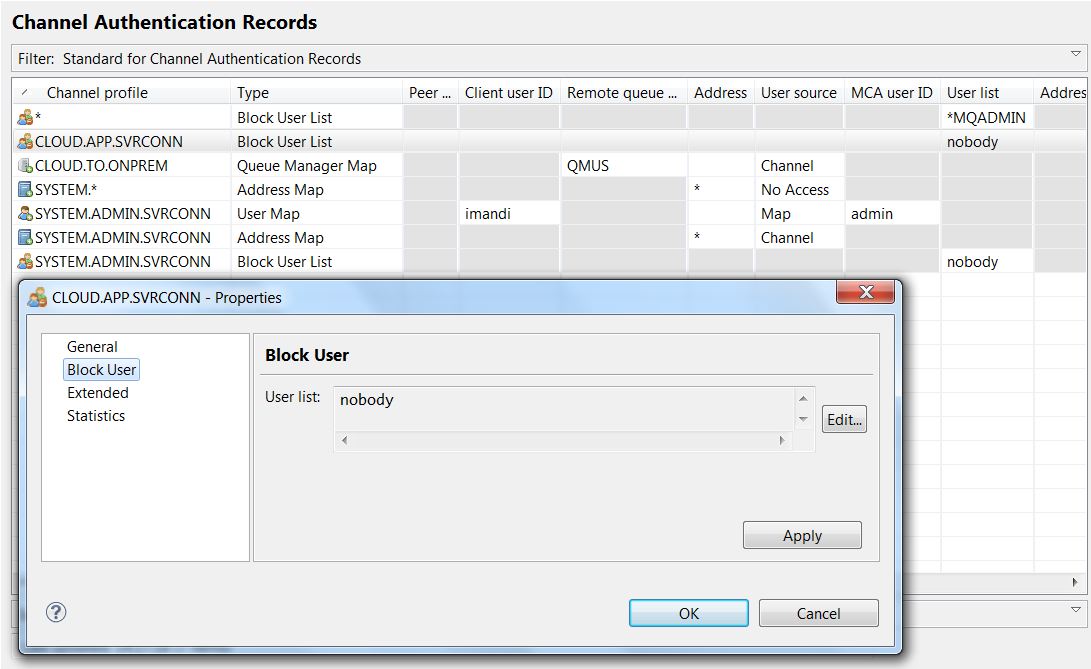 Channel Authentication Records
Filter: Standard for Channel Authentication Records
Channel profile Type Peer ... Client user ID Remote queue ... Address User source MCA user ID User list Addres
* Block User List *MQADMIN
CLOUD.APP.SVRCONN Block User List nobody
CLOUD.TO.ONPREM Queue Manager Map QMUS Channel
SYSTEM.* Address Map * No Access
SYSTEM.ADMIN.SVRCONN User Map imandi Map admin
SYSTEM.ADMIN.SVRCONN Address Map * Channel
SYSTEM.ADMIN.SVRCONN Block User List nobody
CLOUD.APP.SVRCONN - Properties
General
Block User
Extended
Statistics
Block User
User list: nobody
Edit...
Apply
OK Cancel